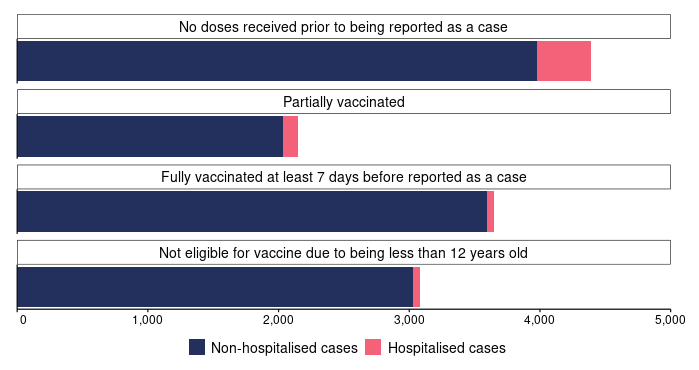 No doses received prior to being reported as a case
Partially vaccinated
Fully vaccinated at least 7 days before reported as a case
Not eligible for vaccine due to being less than 12 years old
0 1,000 2,000 3,000 4,000 5,000
Non-hospitalised cases Hospitalised cases